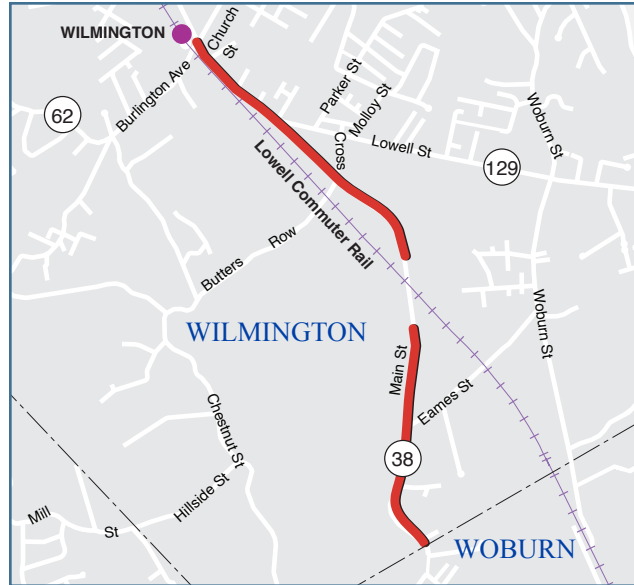 WILMINGTON
Church
St
Burlington Ave
62
Parker St
Molloy St
Woburn St
Cross
Lowell St
129
Lowell Commuter Rail
Butters Row
WILMINGTON
Woburn St
Main St
Eames St
Chestnut St
38
Hillside St
Mill St
WOBURN